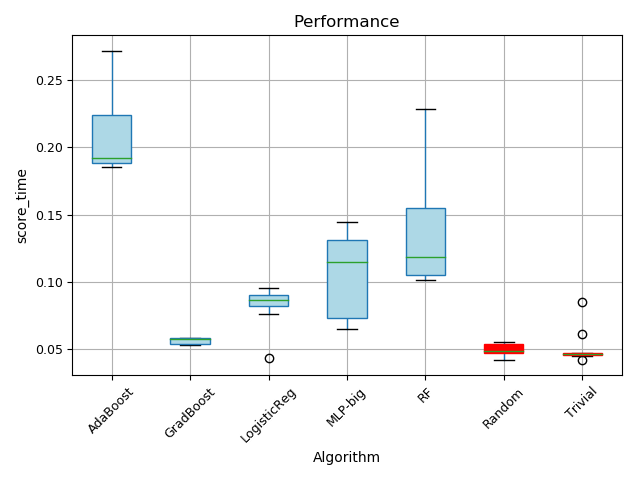 Performance
score_time
0.25
0.20
0.15
0.10
0.05
AdaBoost
GradBoost
LogisticReg
MLP-big
RF
Random
Trivial
Algorithm